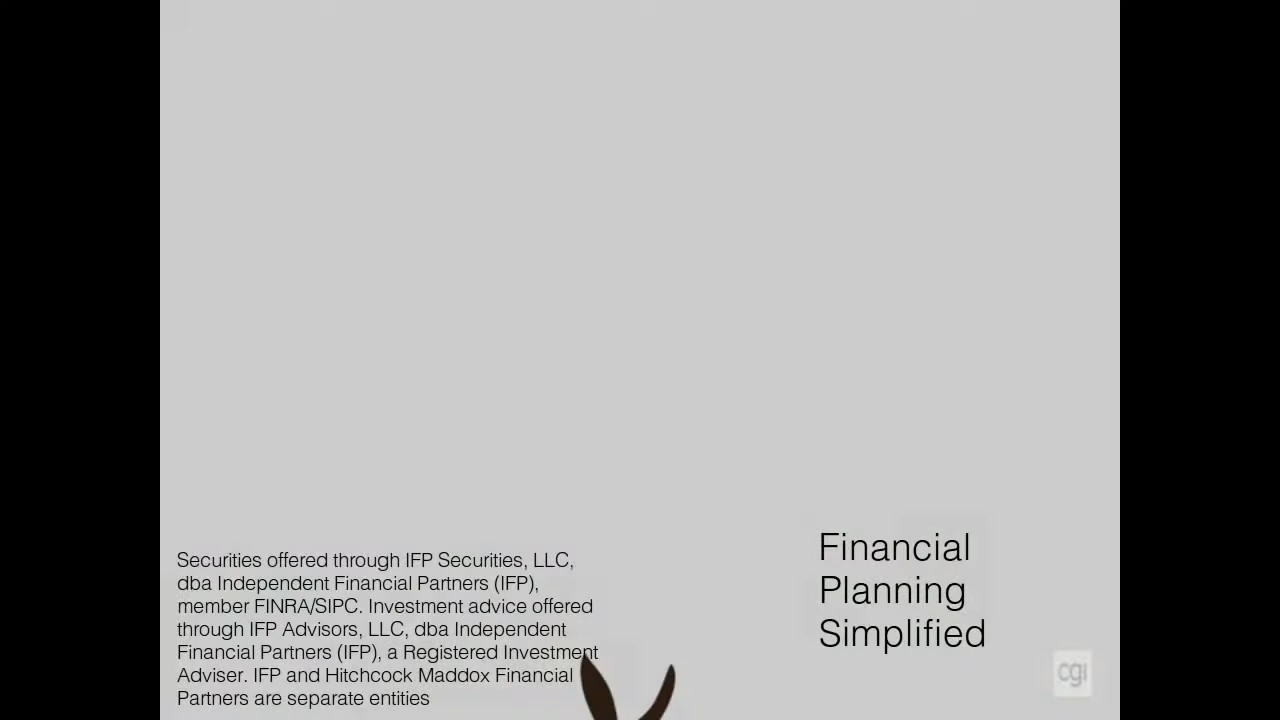 Securities offered through IFP Securities, LLC,
dba Independent Financial Partners (IFP),
member FINRA/SIPC. Investment advice offered
through IFP Advisors, LLC, dba Independent
Financial Partners (IFP), a Registered Investment
Adviser. IFP and Hitchcock Maddox Financial
Partners are separate entities
Financial
Planning
Simplified
cgi